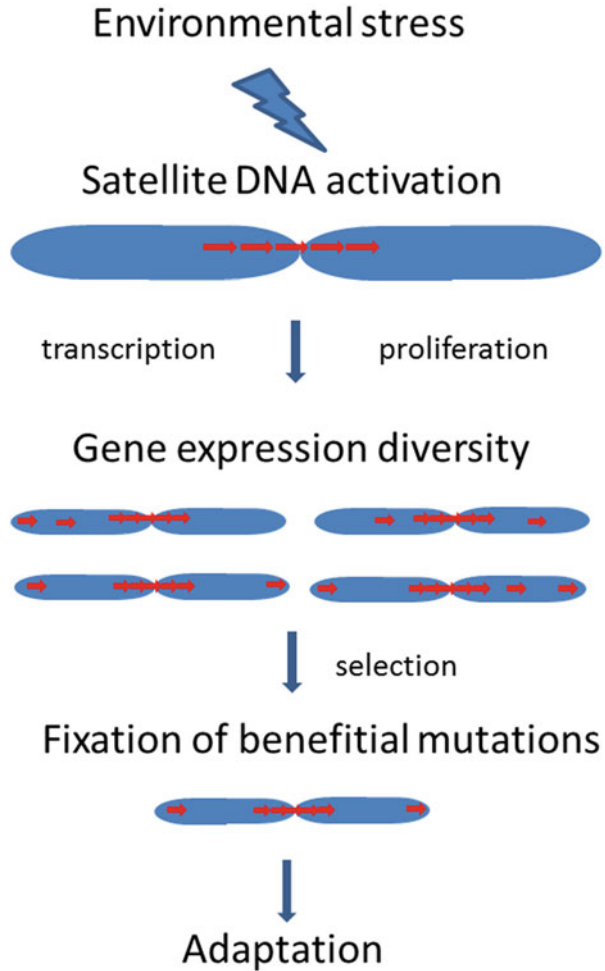 Environmental stress
Satellite DNA activation
transcription proliferation
Gene expression diversity
selection
Fixation of benefitial mutations
Adaptation